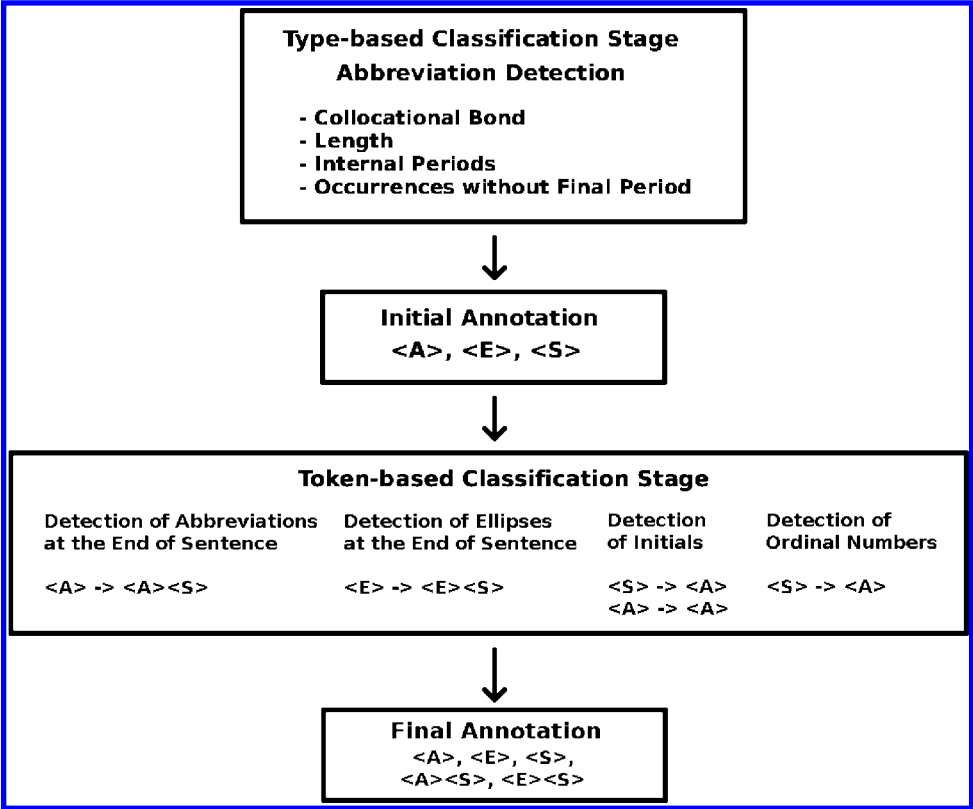 Type-based Classification Stage
Abbreviation Detection
- Collocational Bond
- Length
- Internal Periods
- Occurrences without Final Period
Initial Annotation
<A>, <E>, <S>
Token-based Classification Stage
Detection of Abbreviations
at the End of Sentence
<A> -> <A><S>
Detection of Ellipses
at the End of Sentence
<E> -> <E><S>
Detection
of Initials
<S> -> <A>
<A> -> <A>
Detection of
Ordinal Numbers
<S> -> <A>
Final Annotation
<A>, <E>, <S>,
<A><S>, <E><S>